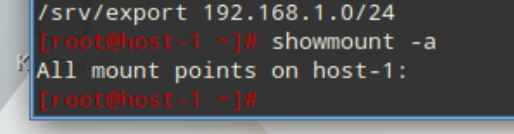 /srv/export 192.168.1.0/24
[root@host-1 ~]# showmount -a
All mount points on host-1:
[root@host-1 ~]#
K